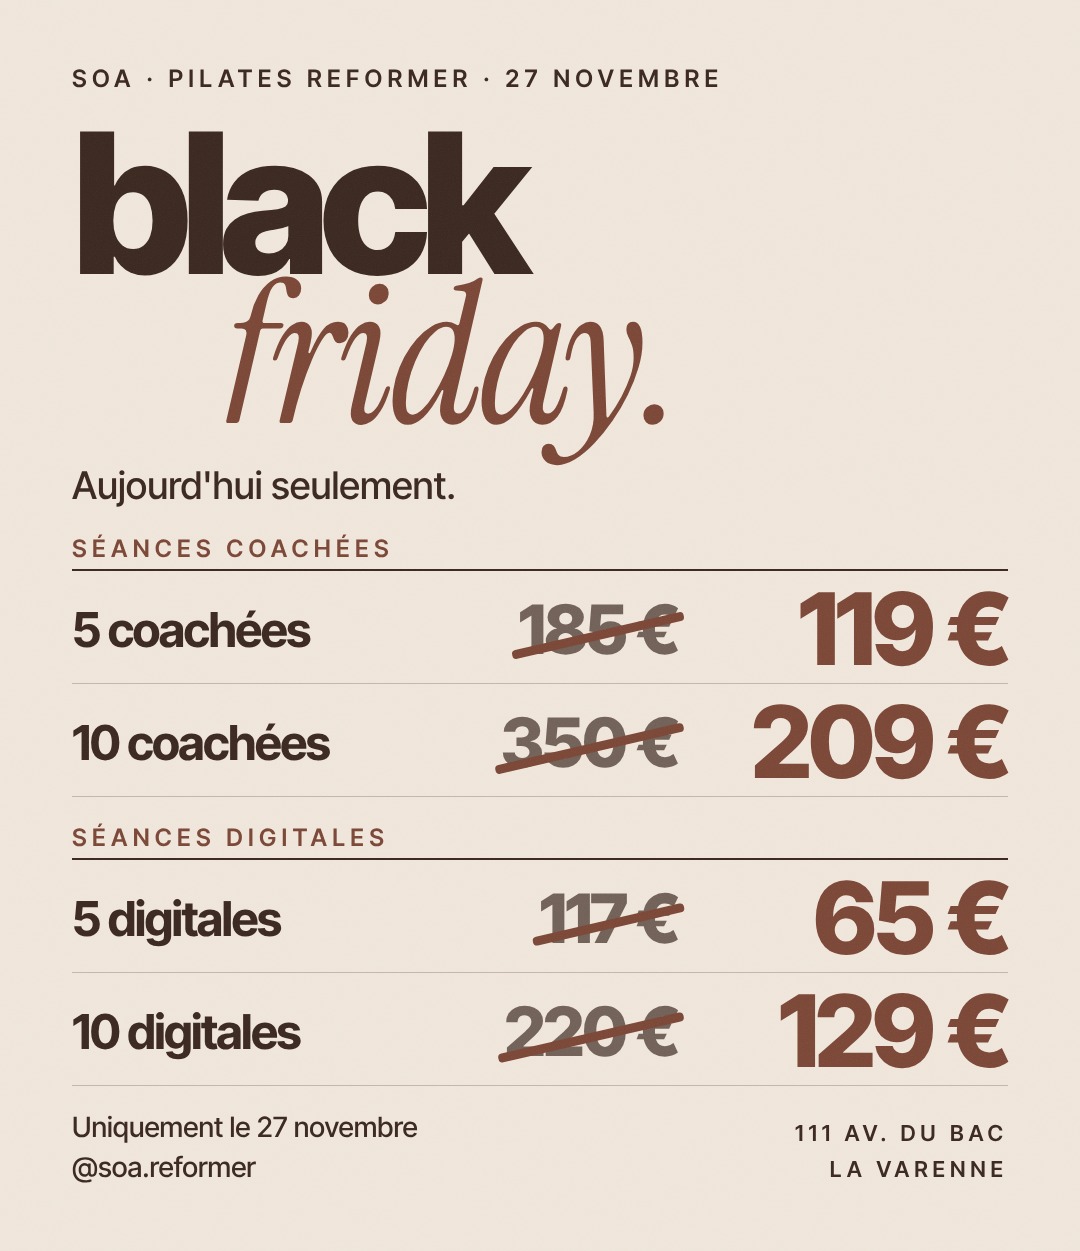 SOA · PILATES REFORMER · 27 NOVEMBRE
black
friday.
Aujourd'hui seulement.
SÉANCES COACHÉES
5 coachées 185 € 119 €
10 coachées 350 € 209 €
SÉANCES DIGITALES
5 digitales 117 € 65 €
10 digitales 220 € 129 €
Uniquement le 27 novembre
@soa.reformer
111 AV. DU BAC
LA VARENNE